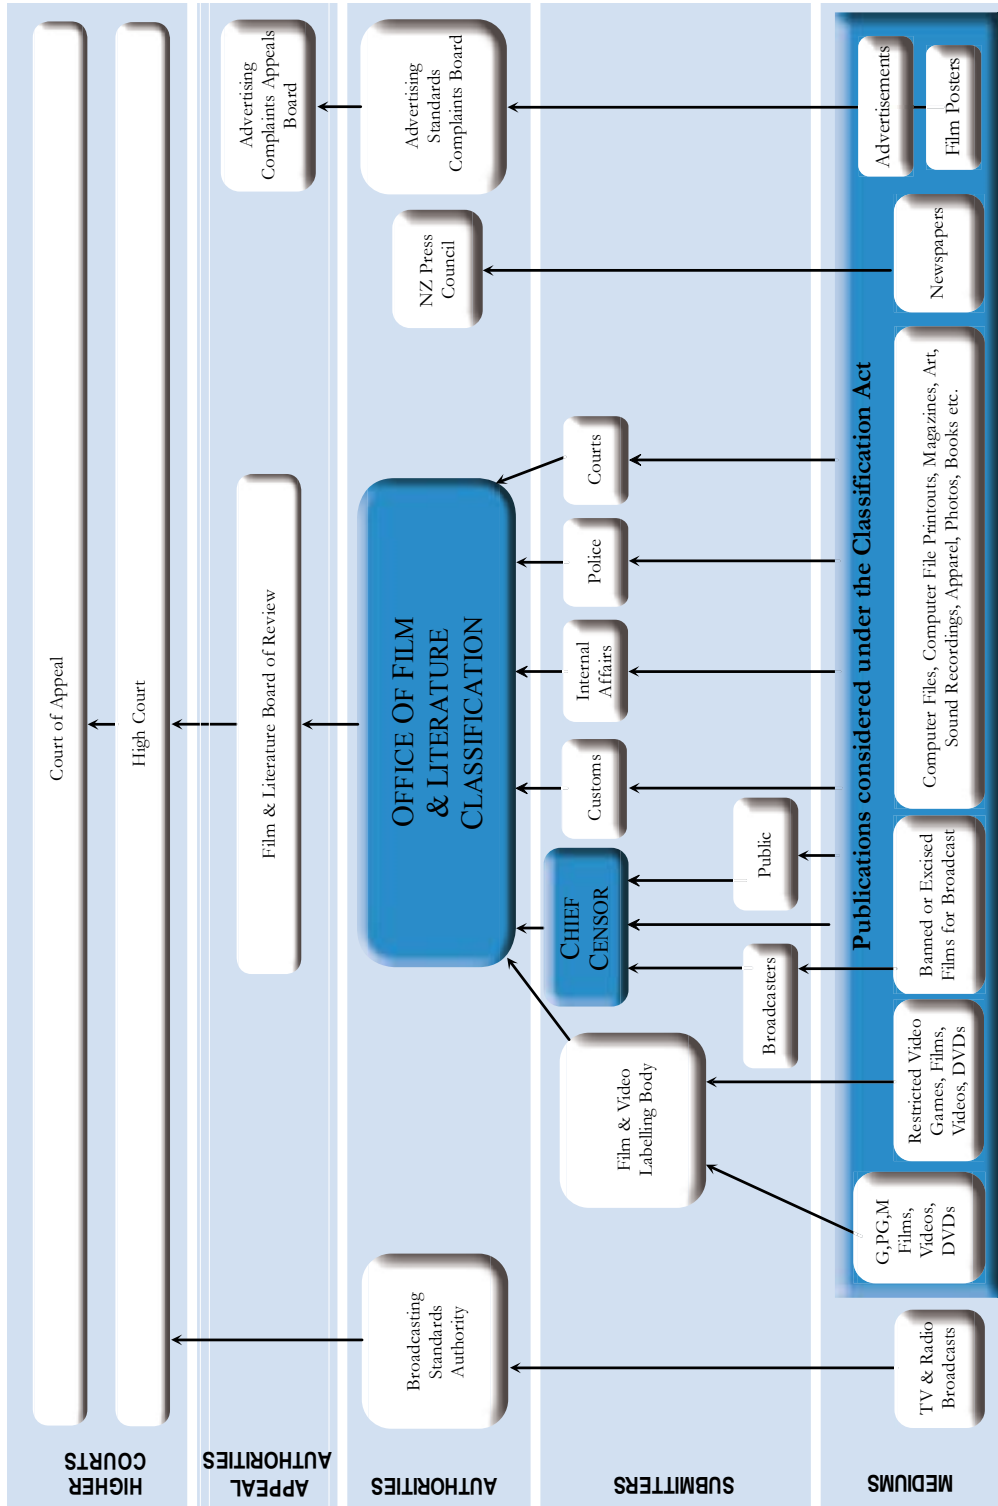 HIGHER
COURTS
Court of Appeal
High Court
APPEAL
AUTHORITIES
Film & Literature Board of Review
Advertising
Complaints Appeals
Board
AUTHORITIES
Broadcasting
Standards
Authority
OFFICE OF FILM
& LITERATURE
CLASSIFICATION
NZ Press
Council
Advertising
Standards
Complaints Board
SUBMITTERS
Film & Video
Labelling Body
Broadcasters
CHIEF
CENSOR
Public
Customs
Internal
Affairs
Police
Courts
MEDIUMS
Publications considered under the Classification Act
TV & Radio
Broadcasts
G,PG,M
Films,
Videos,
DVDs
Restricted Video
Games, Films,
Videos, DVDs
Banned or Excised
Films for Broadcast
Computer Files, Computer File Printouts, Magazines, Art,
Sound Recordings, Apparel, Photos, Books etc.
Newspapers
Advertisements
Film Posters